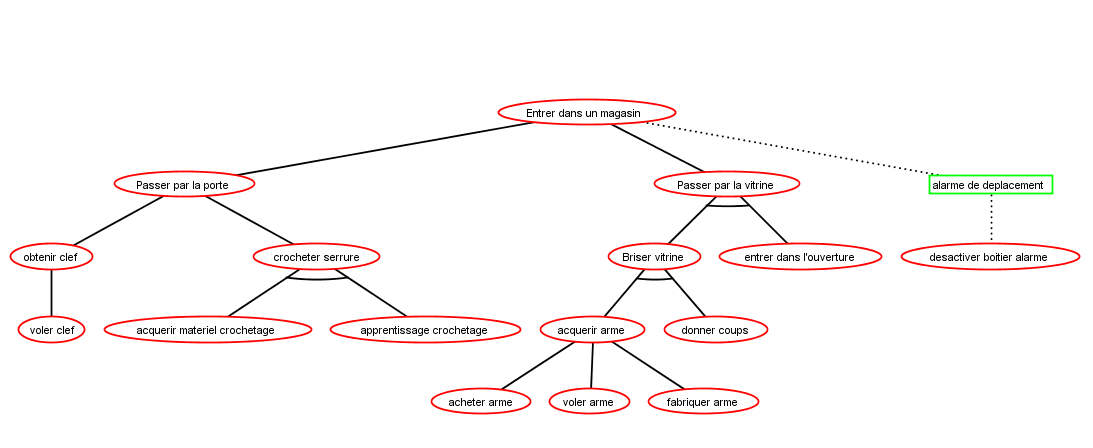 Entrer dans un magasin
Passer par la porte
Passer par la vitrine
alarme de deplacement
obtenir clef
crocheter serrure
Briser vitrine
entrer dans l'ouverture
desactiver boitier alarme
voler clef
acquerir materiel crochetage
apprentissage crochetage
acquerir arme
donner coups
acheter arme
voler arme
fabriquer arme